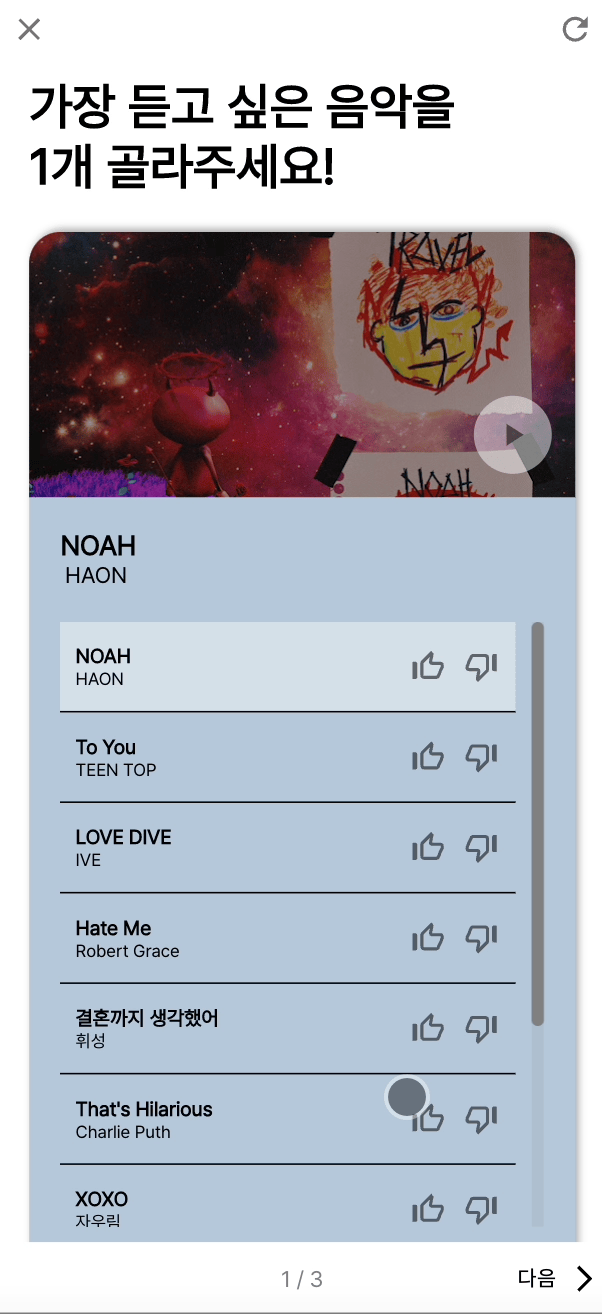 가장 듣고 싶은 음악을
1개 골라주세요!
TRAVEL
NOAH
NOAH
HAON
NOAH
HAON
To You
TEEN TOP
LOVE DIVE
IVE
Hate Me
Robert Grace
결혼까지 생각했어
휘성
That's Hilarious
Charlie Puth
XOXO
자우림
1 / 3
다음